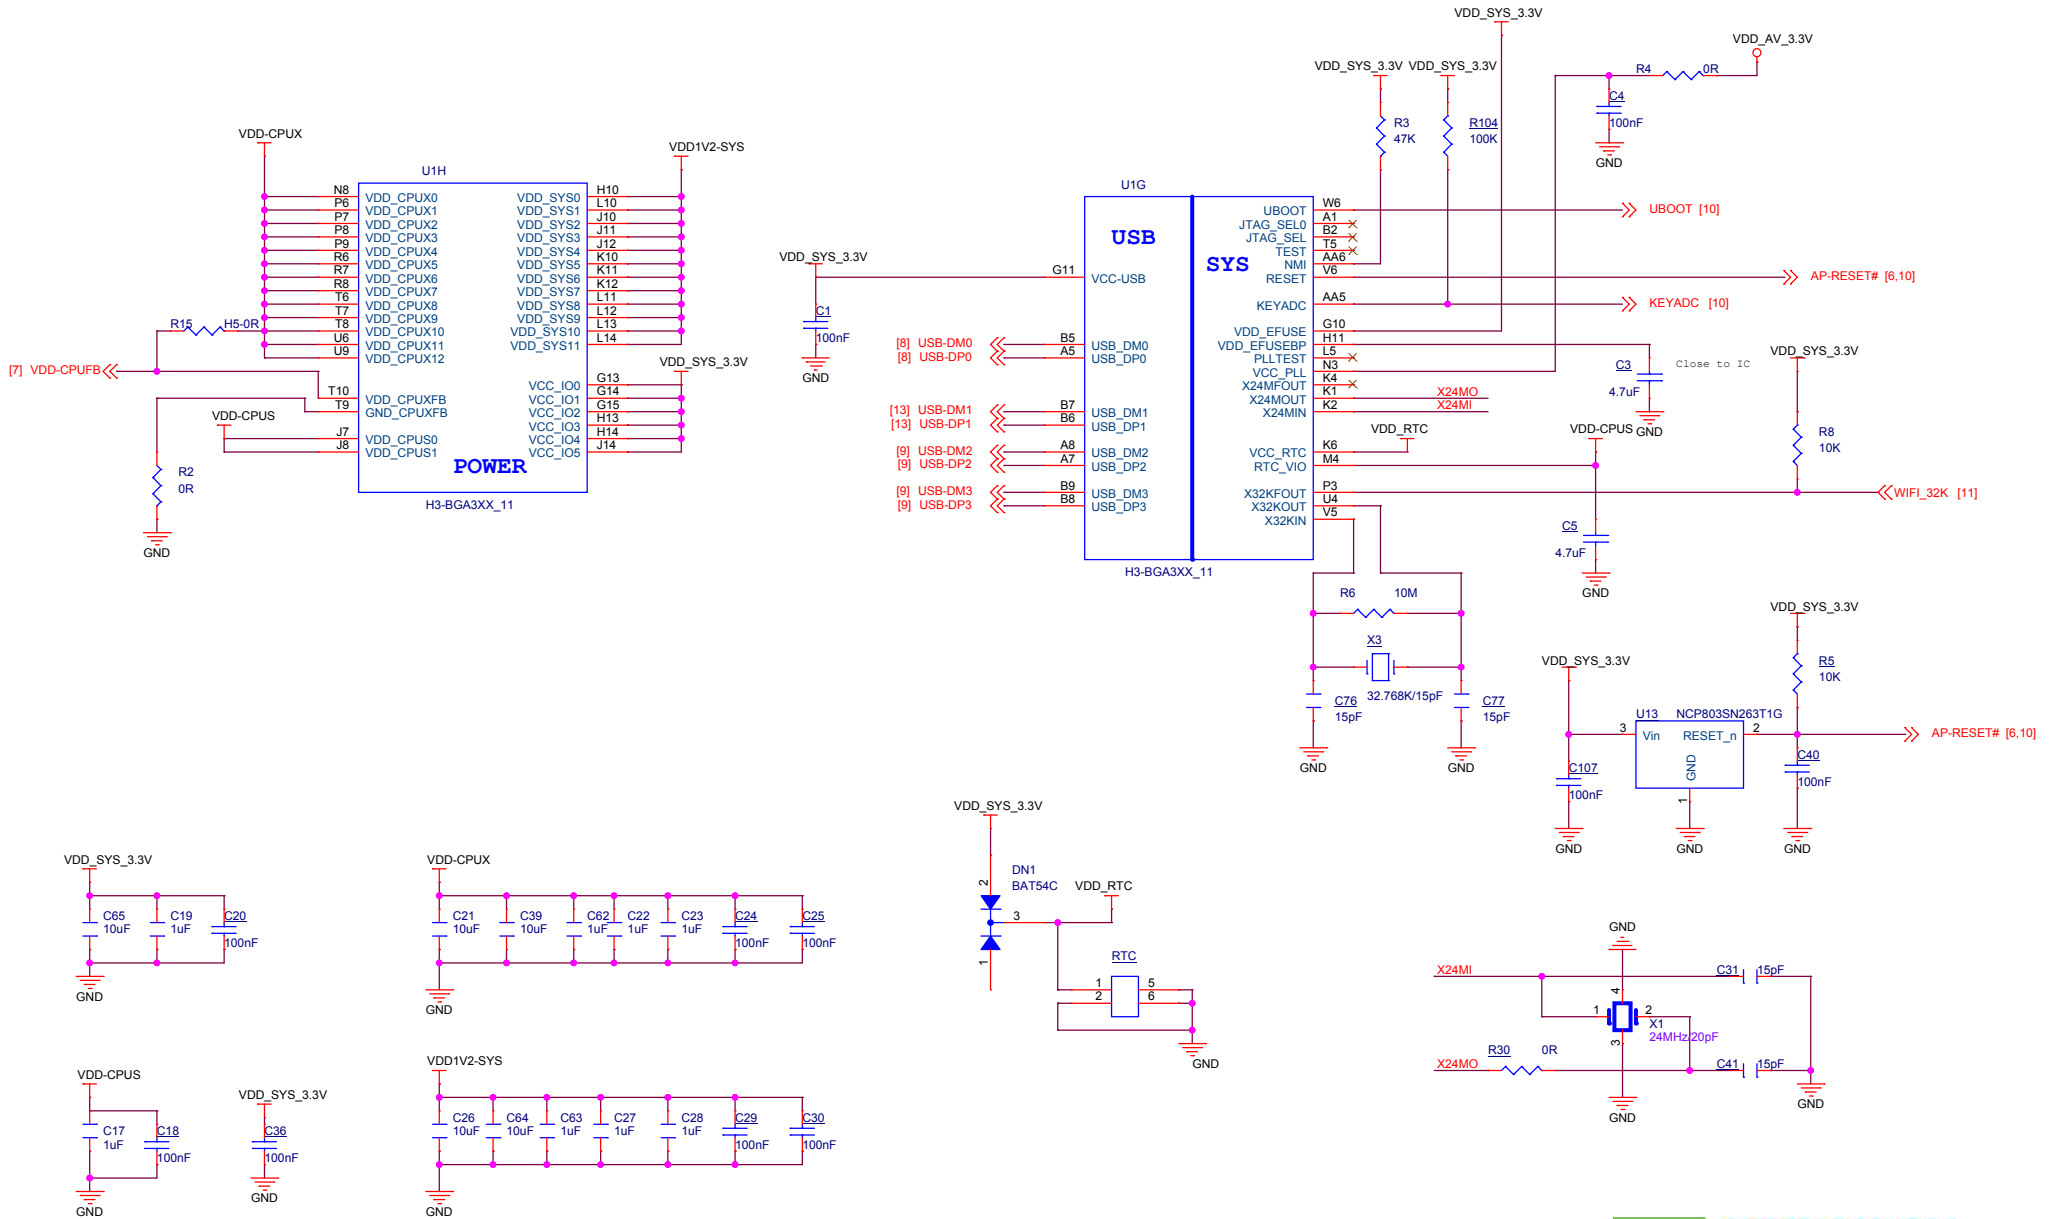 VDD_SYS_3.3V
VDD_AV_3.3V
VDD_SYS_3.3V VDD_SYS_3.3V
R4 0R
C4
100nF
GND
R3
47K
R104
100K
VDD-CPUX
VDD1V2-SYS
U1H
N8 VDD_CPUX0 VDD_SYS0 H10
P6 VDD_CPUX1 VDD_SYS1 L10
P7 VDD_CPUX2 VDD_SYS2 J10
P8 VDD_CPUX3 VDD_SYS3 J11
P9 VDD_CPUX4 VDD_SYS4 J12
R6 VDD_CPUX5 VDD_SYS5 K10
R7 VDD_CPUX6 VDD_SYS6 K11
R8 VDD_CPUX7 VDD_SYS7 K12
T6 VDD_CPUX8 VDD_SYS8 L11
T7 VDD_CPUX9 VDD_SYS9 L12
T8 VDD_CPUX10 VDD_SYS10 L13
U6 VDD_CPUX11 VDD_SYS11 L14
U9 VDD_CPUX12
R15 H5-0R
VDD_SYS_3.3V
[7] VDD-CPUFB
VCC_IO0 G13
T10 VDD_CPUXFB VCC_IO1 G14
T9 GND_CPUXFB VCC_IO2 G15
VCC_IO3 H13
VDD-CPUS
J7 VDD_CPUS0 VCC_IO4 H14
J8 VDD_CPUS1 VCC_IO5 J14
POWER
H3-BGA3XX_11
R2
0R
GND
U1G
USB
SYS
VDD_SYS_3.3V
G11 VCC-USB
C1
100nF
GND
[8] USB-DM0 B5 USB_DM0
[8] USB-DP0 A5 USB_DP0
[13] USB-DM1 B7 USB_DM1
[13] USB-DP1 B6 USB_DP1
[9] USB-DM2 A8 USB_DM2
[9] USB-DP2 A7 USB_DP2
[9] USB-DM3 B9 USB_DM3
[9] USB-DP3 B8 USB_DP3
H3-BGA3XX_11
UBOOT W6 UBOOT [10]
JTAG_SEL0 A1
JTAG_SEL B2
TEST T5
NMI AA6
RESET V6 AP-RESET# [6,10]
KEYADC AA5 KEYADC [10]
VDD_EFUSE G10
VDD_EFUSEBP H11
PLLTEST L5
VCC_PLL N3
X24MFOUT K4
X24MOUT K1 X24MO
X24MIN K2 X24MI
VCC_RTC K6 VDD_RTC
RTC_VIO M4 VDD-CPUS
X32KFOUT P3 WIFI_32K [11]
X32KOUT U4
X32KIN V5
C3
4.7uF
Close to IC
GND
VDD_SYS_3.3V
R8
10K
C5
4.7uF
GND
R6 10M
X3
32.768K/15pF
C76
15pF
GND
C77
15pF
GND
VDD_SYS_3.3V
R5
10K
VDD_SYS_3.3V
U13 NCP803SN263T1G
3 Vin RESET_n 2
GND
1
AP-RESET# [6,10]
C107
100nF
GND
GND
C40
100nF
GND
VDD_SYS_3.3V
C65
10uF
C19
1uF
C20
100nF
GND
VDD-CPUX
C21
10uF
C39
10uF
C62
1uF
C22
1uF
C23
1uF
C24
100nF
C25
100nF
GND
VDD_SYS_3.3V
2
DN1
BAT54C
VDD_RTC
3
1
RTC
1 5
2 6
GND
VDD-CPUS
C17
1uF
C18
100nF
GND
VDD_SYS_3.3V
C36
100nF
GND
VDD1V2-SYS
C26
10uF
C64
10uF
C63
1uF
C27
1uF
C28
1uF
C29
100nF
C30
100nF
GND
GND
X24MI
C31 15pF
4
1 2
X1
24MHz/20pF
3
X24MO
R30 0R
C41 15pF
GND
GND